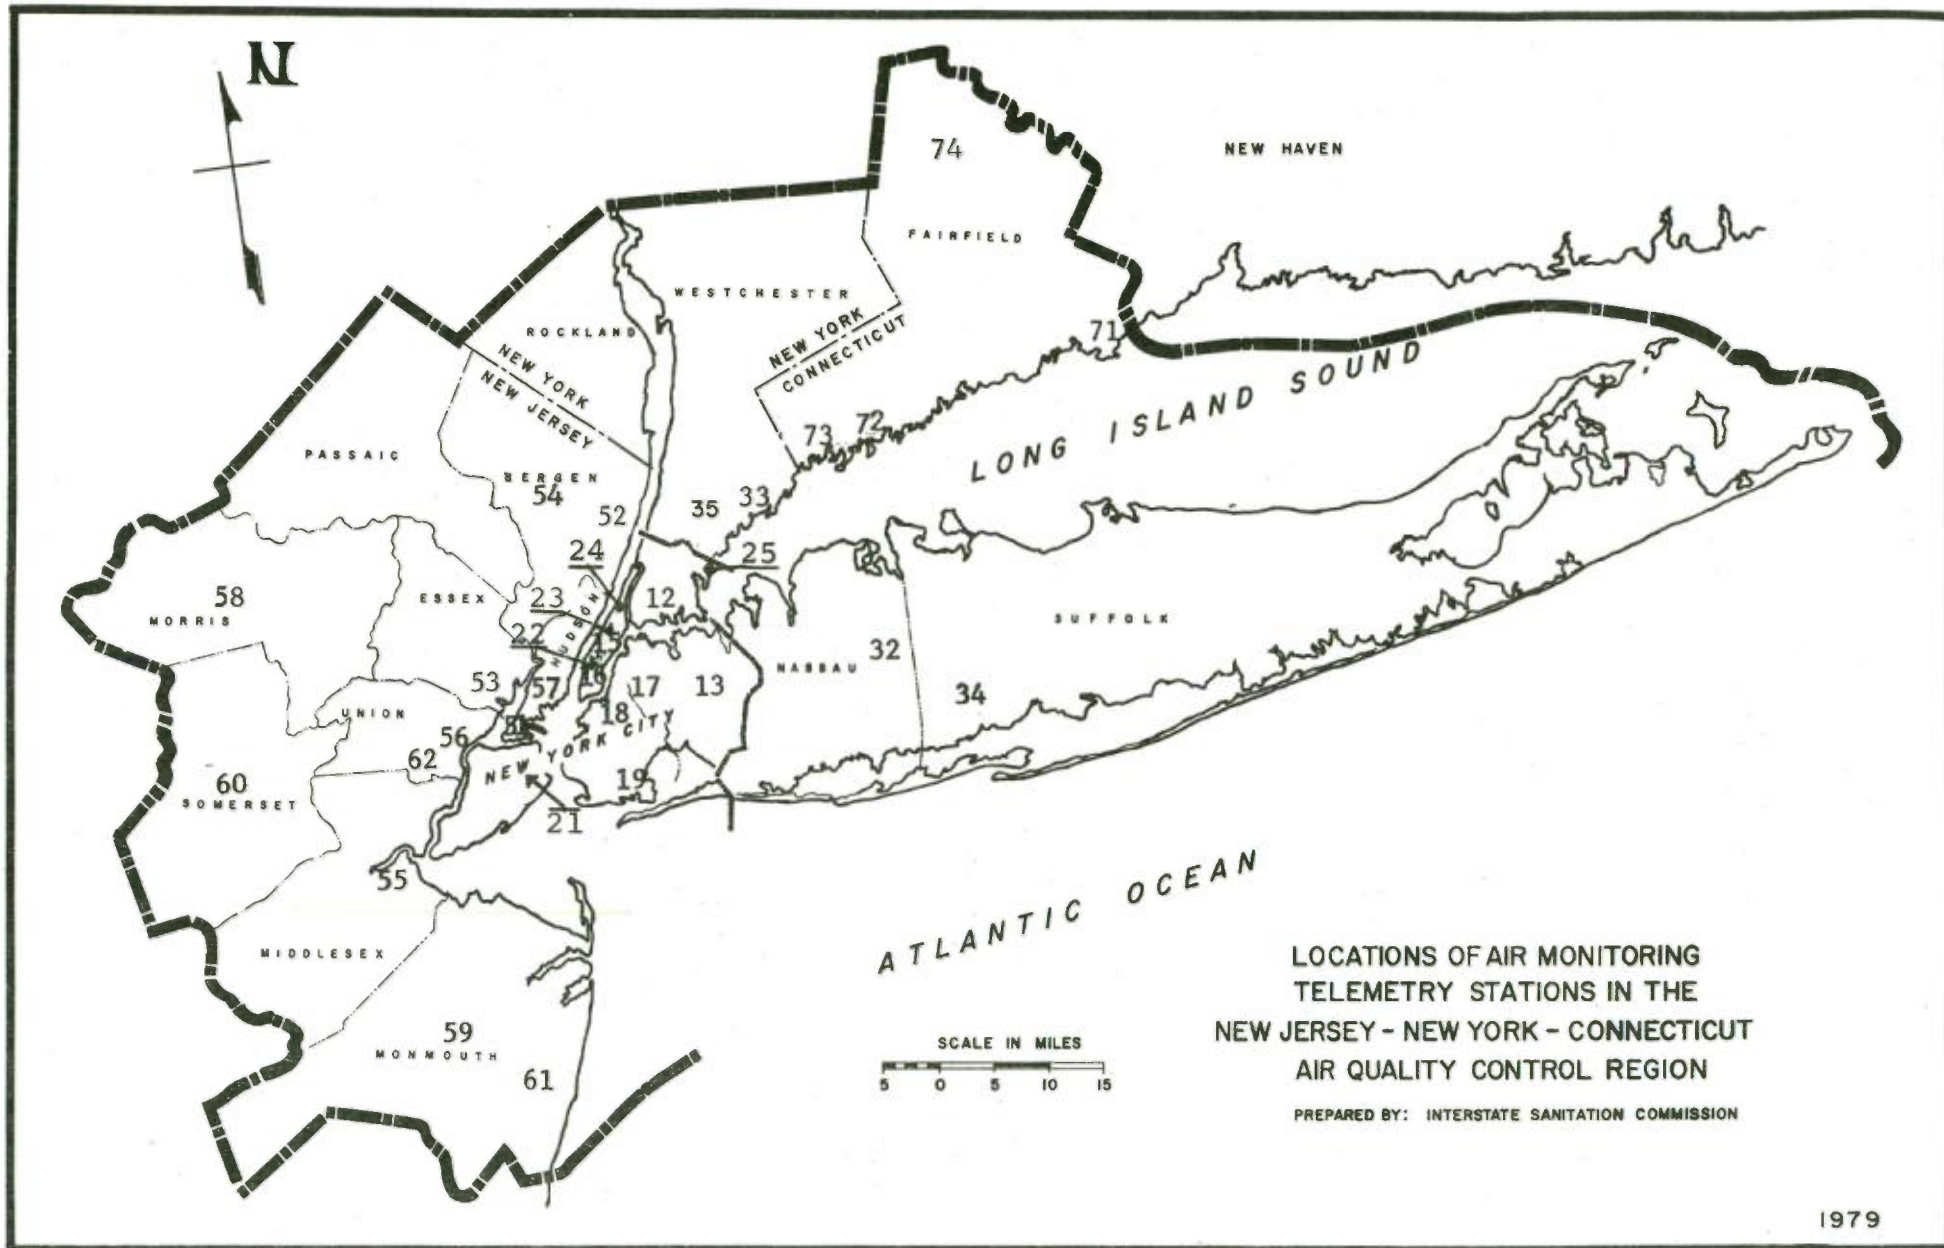 N
74
NEW HAVEN
FAIRFIELD
WESTCHESTER
ROCKLAND
NEW YORK
CONNECTICUT
71
NEW YORK
NEW JERSEY
LONG ISLAND SOUND
73
72
PASSAIC
BERGEN
54
52
35
33
24
25
58
MORRIS
ESSEX
23
12
HUDSON
22
SUFFOLK
NASSAU
32
53
57
16
17
13
34
UNION
18
56
62
NEW YORK CITY
60
SOMERSET
19
21
55
ATLANTIC OCEAN
MIDDLESEX
59
MONMOUTH
61
SCALE IN MILES
5 0 5 10 15
LOCATIONS OF AIR MONITORING
TELEMETRY STATIONS IN THE
NEW JERSEY - NEW YORK - CONNECTICUT
AIR QUALITY CONTROL REGION
PREPARED BY: INTERSTATE SANITATION COMMISSION
1979